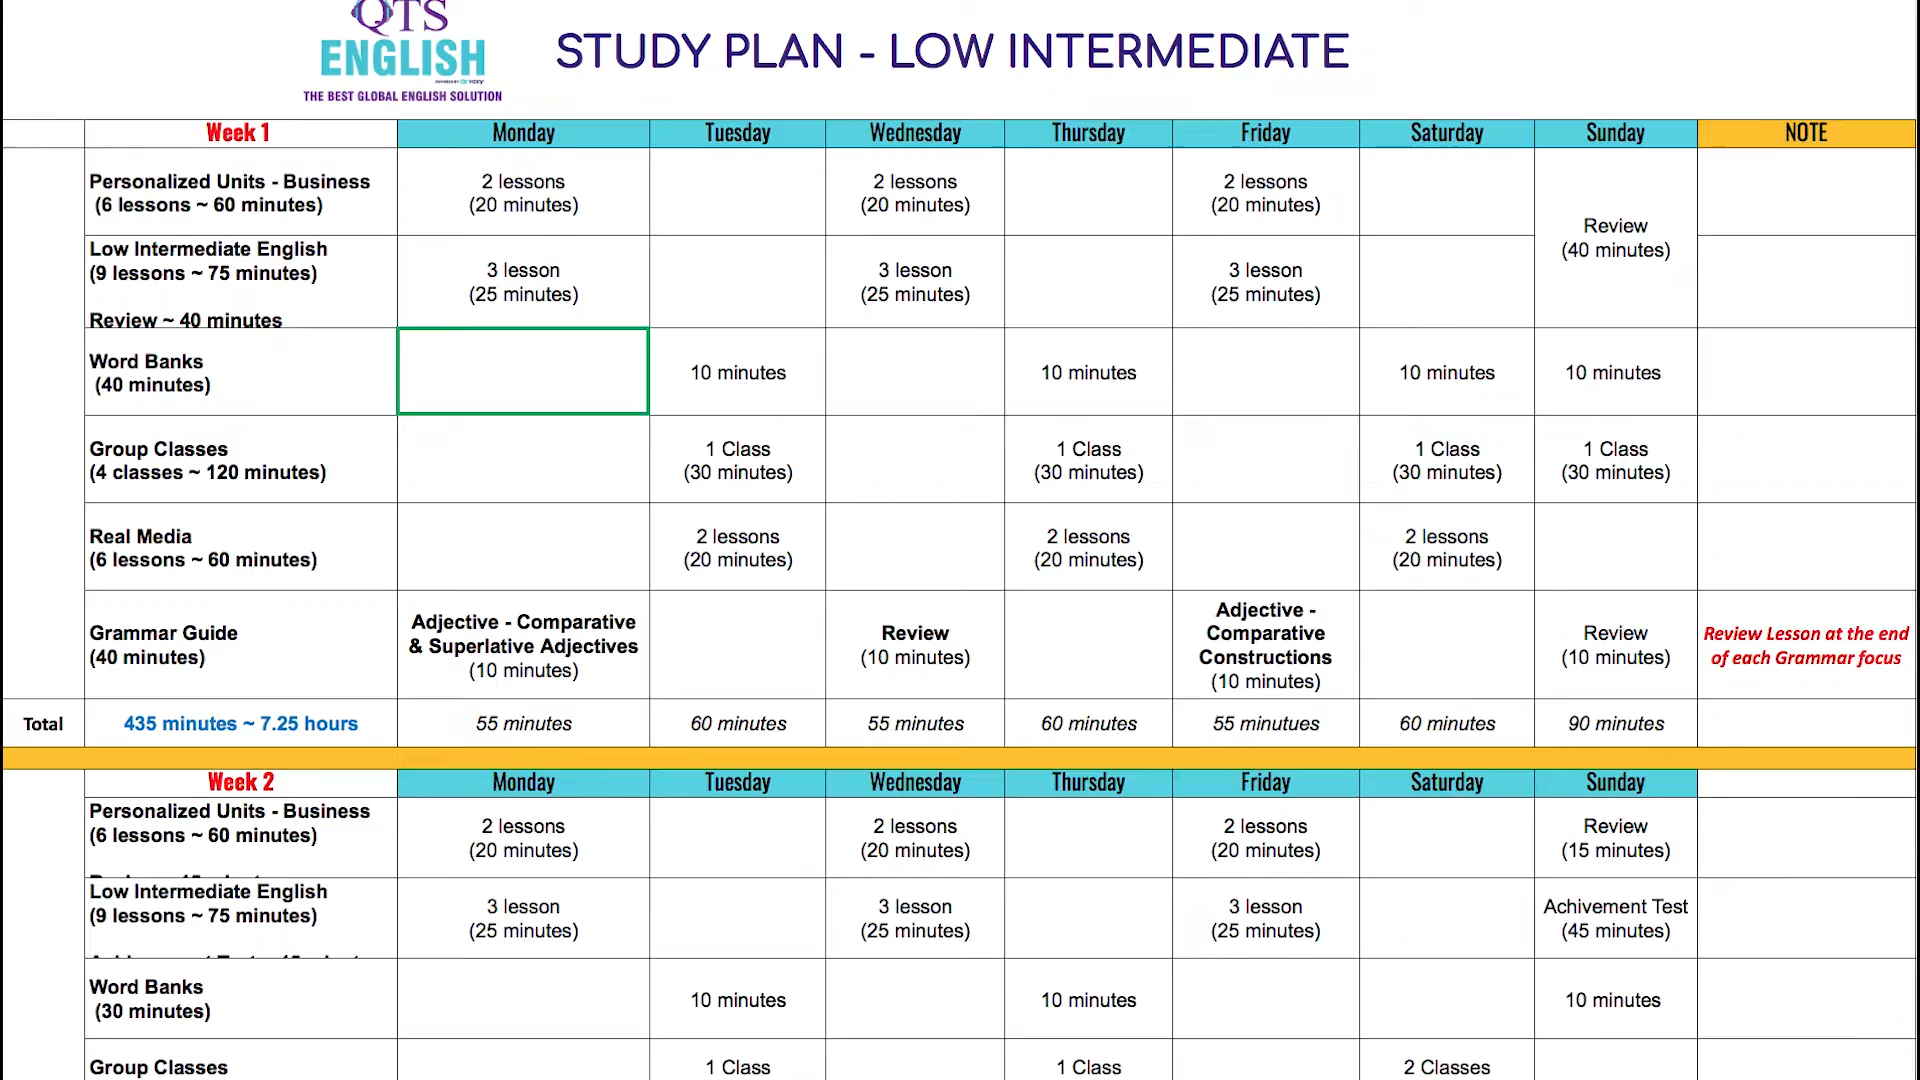 QTS
ENGLISH
THE BEST GLOBAL ENGLISH SOLUTION
STUDY PLAN - LOW INTERMEDIATE
Week 1 Monday Tuesday Wednesday Thursday Friday Saturday Sunday NOTE
Personalized Units - Business
(6 lessons ~ 60 minutes)
2 lessons
(20 minutes)
2 lessons
(20 minutes)
2 lessons
(20 minutes)
Review
(40 minutes)
Low Intermediate English
(9 lessons ~ 75 minutes)
Review ~ 40 minutes
3 lesson
(25 minutes)
3 lesson
(25 minutes)
3 lesson
(25 minutes)
Word Banks
(40 minutes)
10 minutes
10 minutes
10 minutes
10 minutes
Group Classes
(4 classes ~ 120 minutes)
1 Class
(30 minutes)
1 Class
(30 minutes)
1 Class
(30 minutes)
1 Class
(30 minutes)
Real Media
(6 lessons ~ 60 minutes)
2 lessons
(20 minutes)
2 lessons
(20 minutes)
2 lessons
(20 minutes)
Grammar Guide
(40 minutes)
Adjective - Comparative
& Superlative Adjectives
(10 minutes)
Review
(10 minutes)
Adjective -
Comparative
Constructions
(10 minutes)
Review
(10 minutes)
Review Lesson at the end
of each Grammar focus
Total 435 minutes ~ 7.25 hours 55 minutes 60 minutes 55 minutes 60 minutes 55 minutues 60 minutes 90 minutes
Week 2 Monday Tuesday Wednesday Thursday Friday Saturday Sunday
Personalized Units - Business
(6 lessons ~ 60 minutes)
2 lessons
(20 minutes)
2 lessons
(20 minutes)
2 lessons
(20 minutes)
Review
(15 minutes)
Low Intermediate English
(9 lessons ~ 75 minutes)
3 lesson
(25 minutes)
3 lesson
(25 minutes)
3 lesson
(25 minutes)
Achivement Test
(45 minutes)
Word Banks
(30 minutes)
10 minutes
10 minutes
10 minutes
Group Classes
1 Class
1 Class
2 Classes